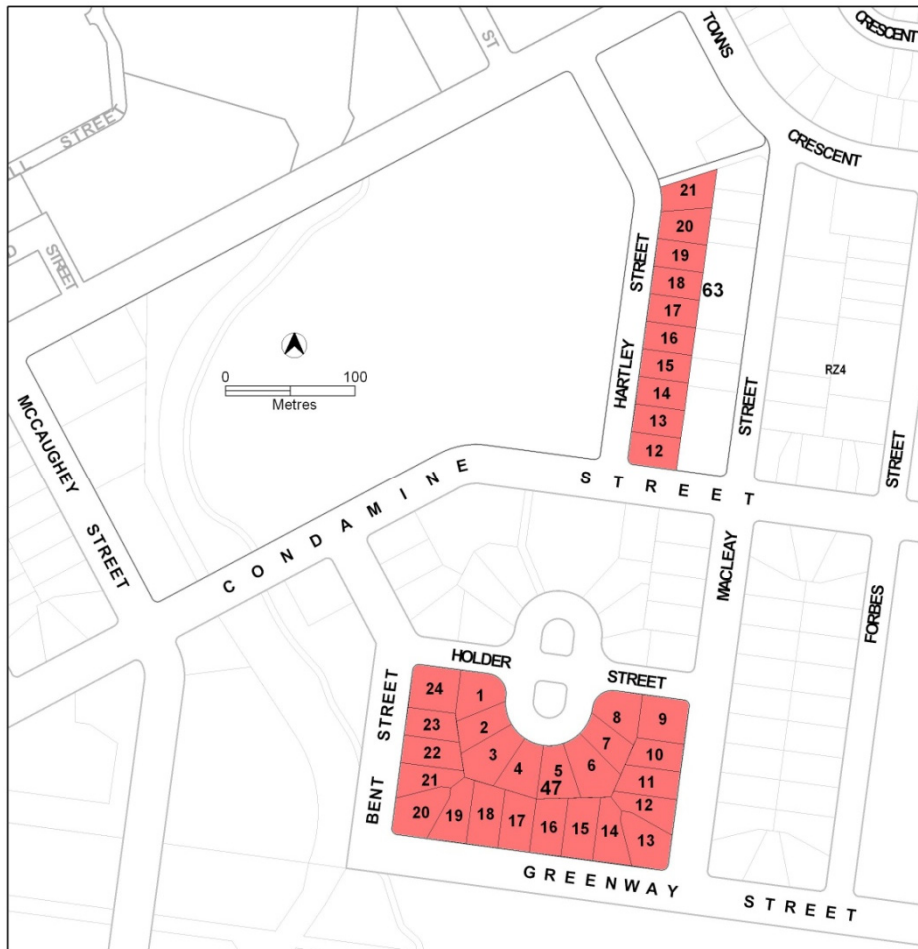 TOWNS
CRESCENT
ST
LL STREET
CRESCENT
STREET
21
20
19
18
63
17
16
15
14
13
12
HARTLEY STREET
RZ4
0 100
Metres
MCCAUGHEY STREET
CONDAMINE STREET
STREET
MACLEAY
STREET
FORBES
HOLDER STREET
BENT STREET
24
1
8
9
23
2
7
10
22
3
4
5
6
11
47
21
12
20
19
18
17
16
15
14
13
GREENWAY STREET